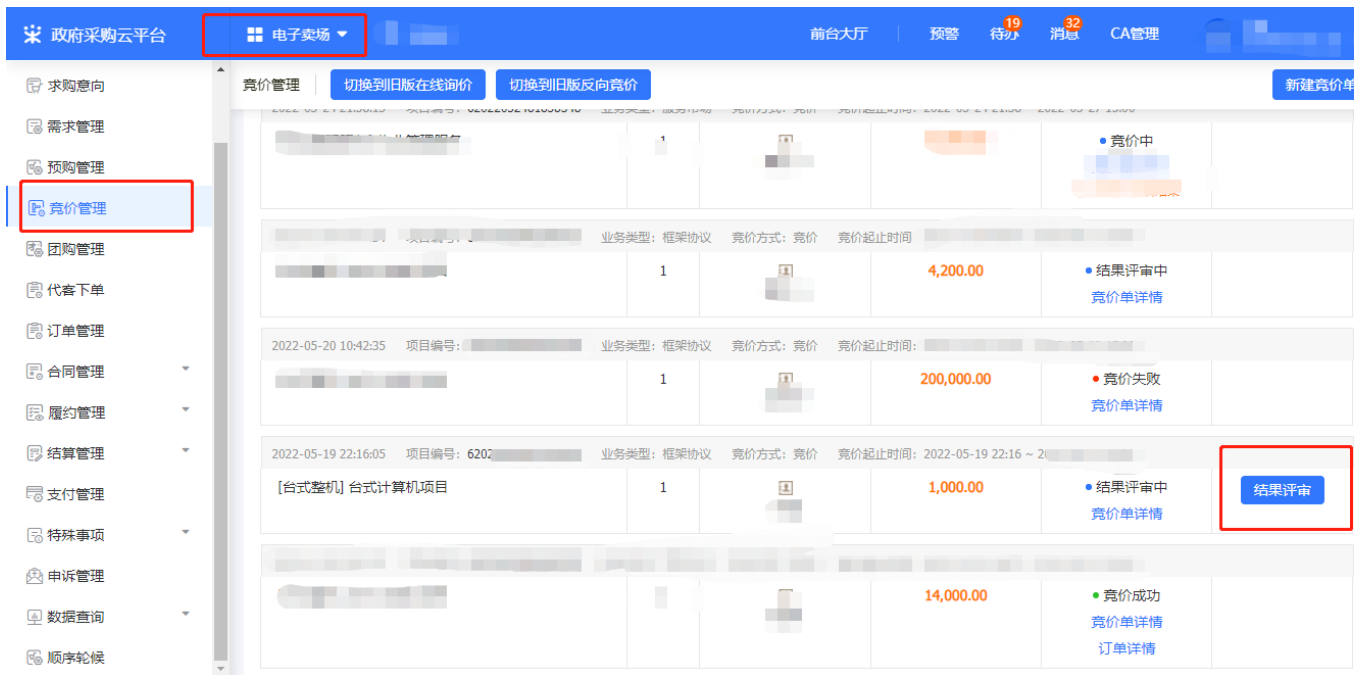 政府采购云平台 电子卖场 前台大厅 预警 待办 19 消息 32 CA管理
求购意向
需求管理
预购管理
竞价管理
团购管理
代客下单
订单管理
合同管理
履约管理
结算管理
支付管理
特殊事项
申诉管理
数据查询
顺序轮候
竞价管理 切换到旧版在线询价 切换到旧版反向竞价 新建竞价单
竞价中
业务类型：框架协议 竞价方式：竞价 竞价起止时间
1 4,200.00 结果评审中
竞价单详情
2022-05-20 10:42:35 项目编号： 业务类型：框架协议 竞价方式：竞价 竞价起止时间：
1 200,000.00 竞价失败
竞价单详情
2022-05-19 22:16:05 项目编号：6202 业务类型：框架协议 竞价方式：竞价 竞价起止时间：2022-05-19 22:16 ~
[台式整机] 台式计算机项目 1 1,000.00 结果评审中 结果评审
竞价单详情
14,000.00 竞价成功
竞价单详情
订单详情